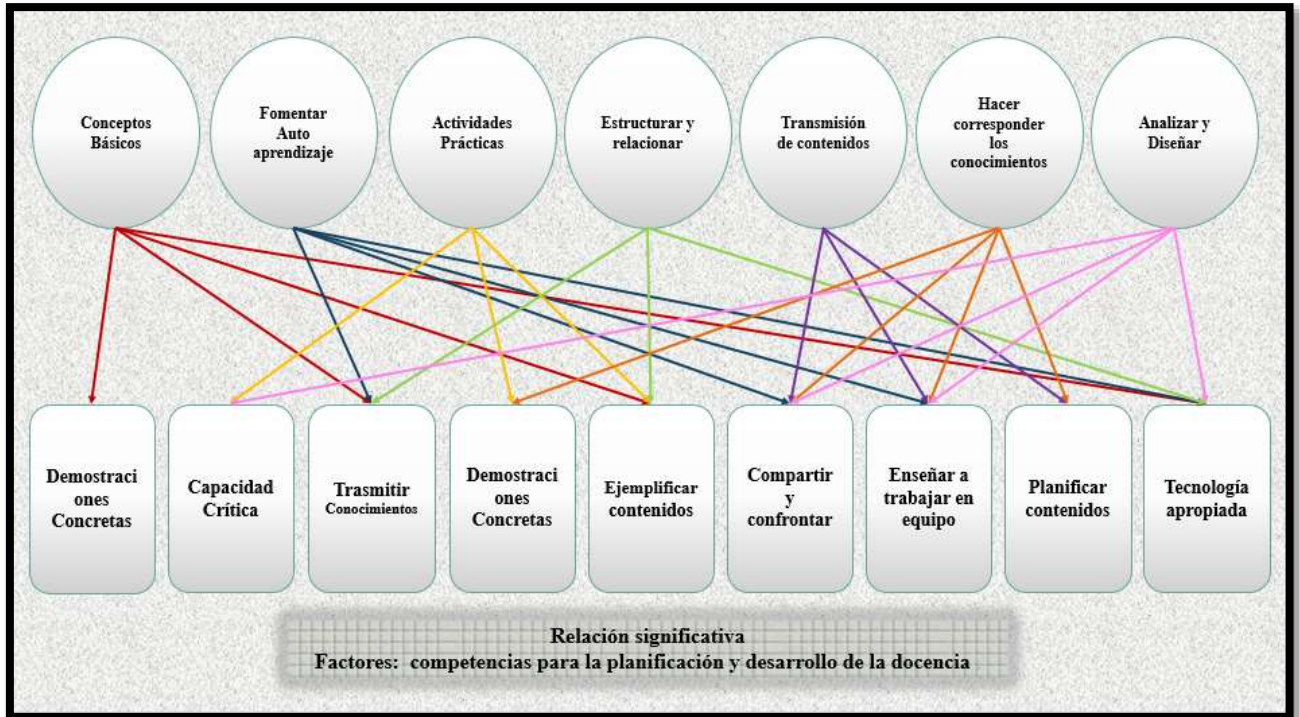 Conceptos
Básicos
Fomentar
Auto
aprendizaje
Actividades
Prácticas
Estructurar y
relacionar
Transmisión
de contenidos
Hacer
corresponder
los
conocimientos
Analizar y
Diseñar
Demostraci
ones
Concretas
Capacidad
Crítica
Trasmitir
Conocimientos
Demostraci
ones
Concretas
Ejemplificar
contenidos
Compartir
y
confrontar
Enseñar a
trabajar en
equipo
Planificar
contenidos
Tecnología
apropiada
Relación significativa
Factores: competencias para la planificación y desarrollo de la docencia